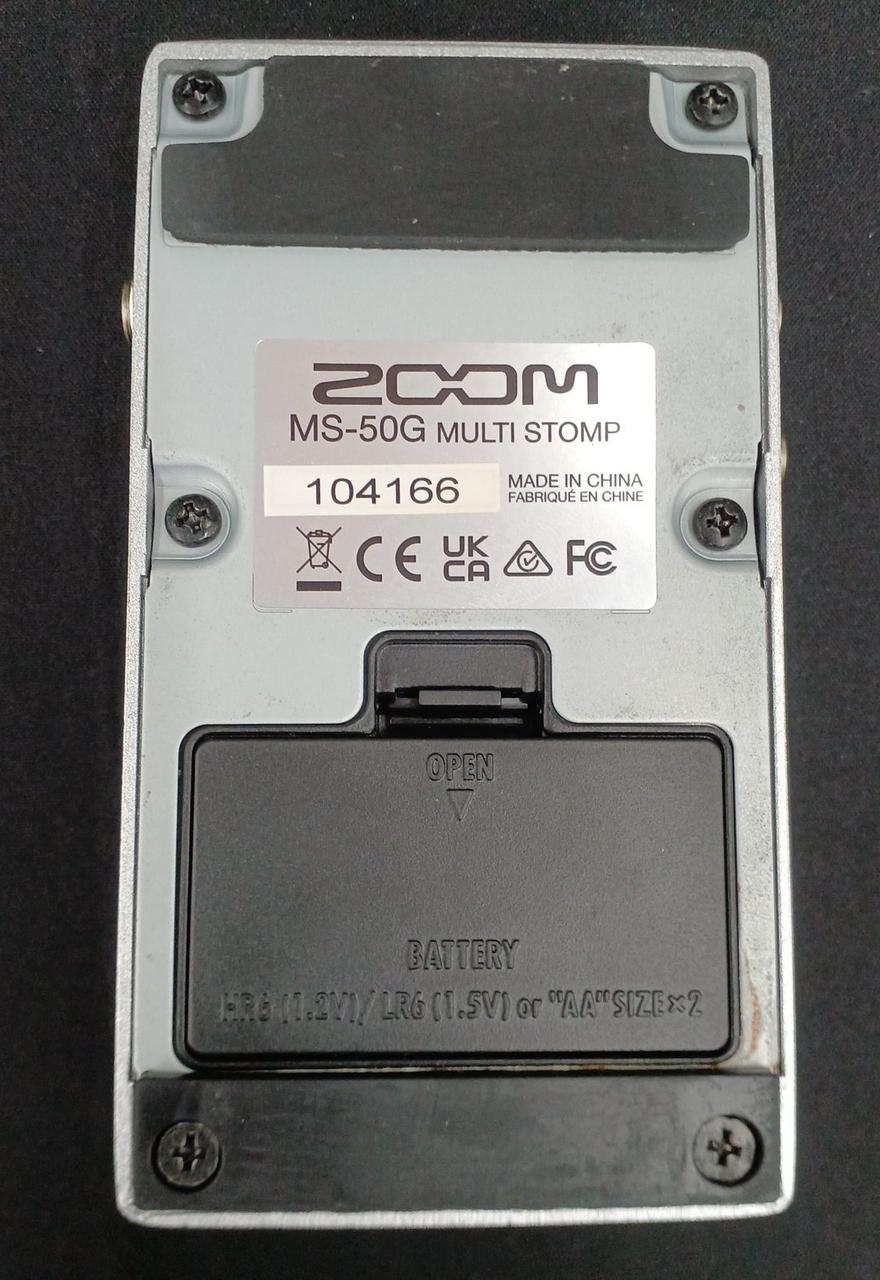 ZOOM
MS-50G MULTI STOMP
104166
MADE IN CHINA
FABRIQUÉ EN CHINE
CE
UK
CA
FC
OPEN
BATTERY
HR6 (1.2V)/ LR6 (1.5V) or "AA" SIZE×2